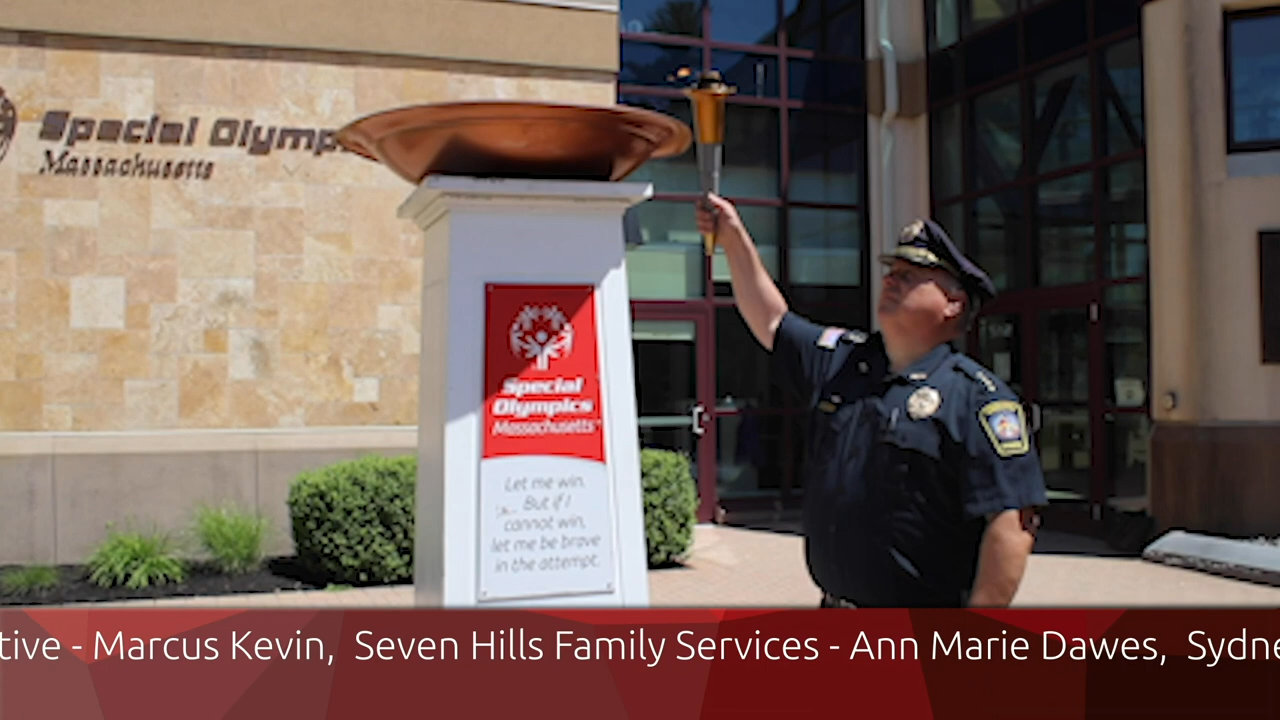 Special Olymp
Massachusetts
Special
Olympics
Massachusetts
Let me win.
But if I
cannot win,
let me be brave
in the attempt.
tive - Marcus Kevin, Seven Hills Family Services - Ann Marie Dawes, Sydne